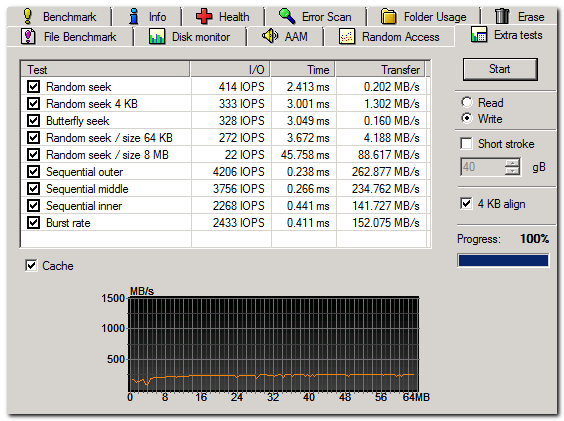 Benchmark Info Health Error Scan Folder Usage Erase
File Benchmark Disk monitor AAM Random Access Extra tests
Test I/O Time Transfer
Random seek 414 IOPS 2.413 ms 0.202 MB/s
Random seek 4 KB 333 IOPS 3.001 ms 1.302 MB/s
Butterfly seek 328 IOPS 3.049 ms 0.160 MB/s
Random seek / size 64 KB 272 IOPS 3.672 ms 4.188 MB/s
Random seek / size 8 MB 22 IOPS 45.758 ms 88.617 MB/s
Sequential outer 4206 IOPS 0.238 ms 262.877 MB/s
Sequential middle 3756 IOPS 0.266 ms 234.762 MB/s
Sequential inner 2268 IOPS 0.441 ms 141.727 MB/s
Burst rate 2433 IOPS 0.411 ms 152.075 MB/s
Start
Read
Write
Short stroke
40 gB
4 KB align
Progress: 100%
Cache
MB/s
1500
1000
500
0 8 16 24 32 40 48 56 64MB